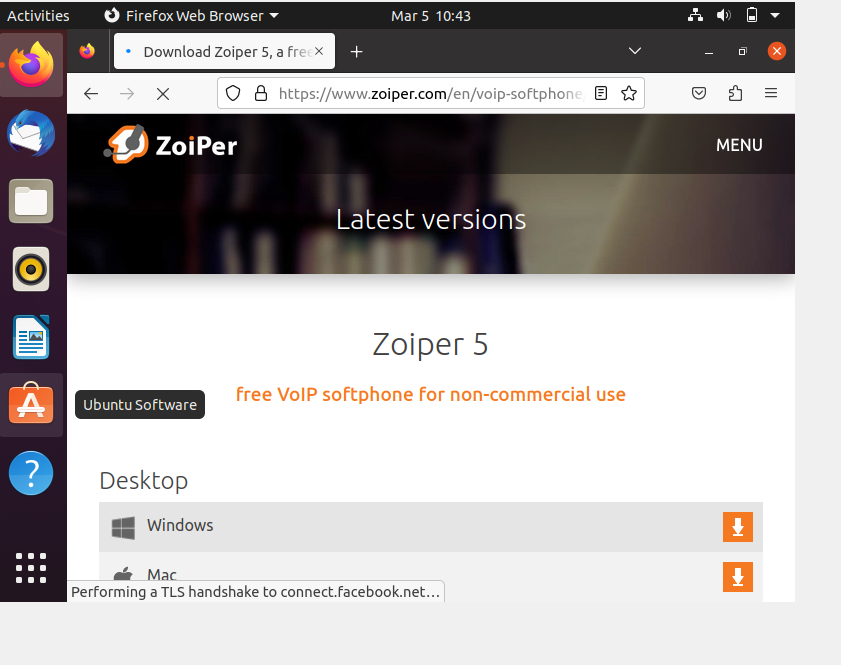 Activities Firefox Web Browser Mar 5 10:43
Download Zoiper 5, a free
https://www.zoiper.com/en/voip-softphone/
ZoiPer MENU
Latest versions
Zoiper 5
free VoIP softphone for non-commercial use
Ubuntu Software
Desktop
Windows
Mac
Performing a TLS handshake to connect.facebook.net…